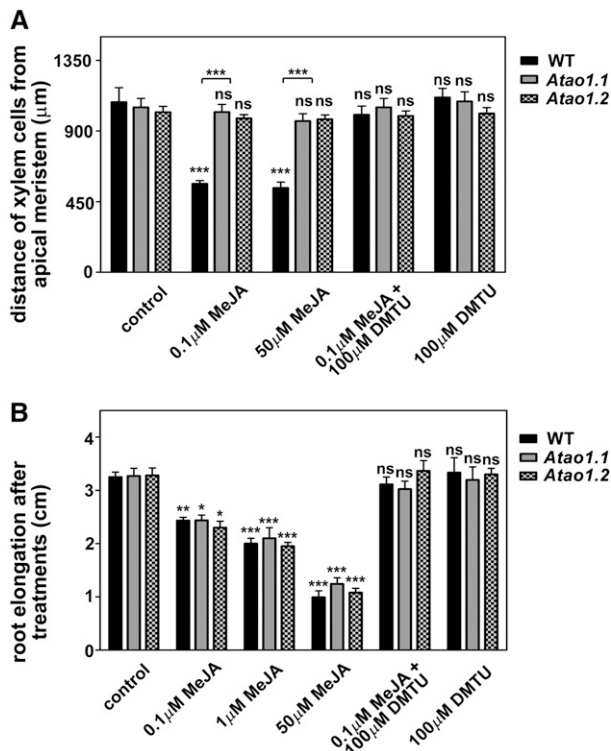 A
distance of xylem cells from
apical meristem (μm)
1350
900
450
0
***
***
ns
ns
***
ns ns
***
ns ns
ns
ns ns
ns
WT
Atao1.1
Atao1.2
control
0.1μM MeJA
50μM MeJA
0.1μM MeJA +
100μM DMTU
100μM DMTU
B
root elongation after
treatments (cm)
4
3
2
1
0
** * *
*** *** ***
*** *** ***
ns ns ns
ns ns ns
WT
Atao1.1
Atao1.2
control
0.1μM MeJA
1μM MeJA
50μM MeJA
0.1μM MeJA +
100μM DMTU
100μM DMTU